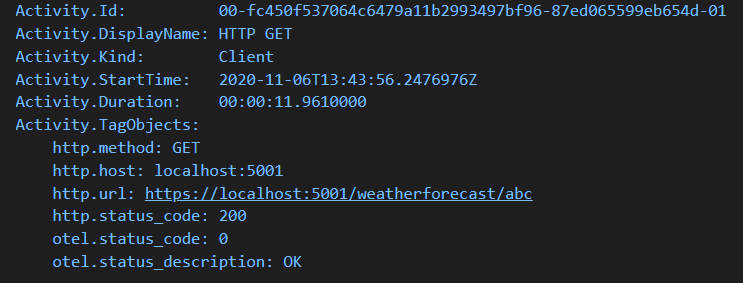 Activity.Id: 00-fc450f537064c6479a11b2993497bf96-87ed065599eb654d-01
Activity.DisplayName: HTTP GET
Activity.Kind: Client
Activity.StartTime: 2020-11-06T13:43:56.2476976Z
Activity.Duration: 00:00:11.9610000
Activity.TagObjects:
http.method: GET
http.host: localhost:5001
http.url: https://localhost:5001/weatherforecast/abc
http.status_code: 200
otel.status_code: 0
otel.status_description: OK